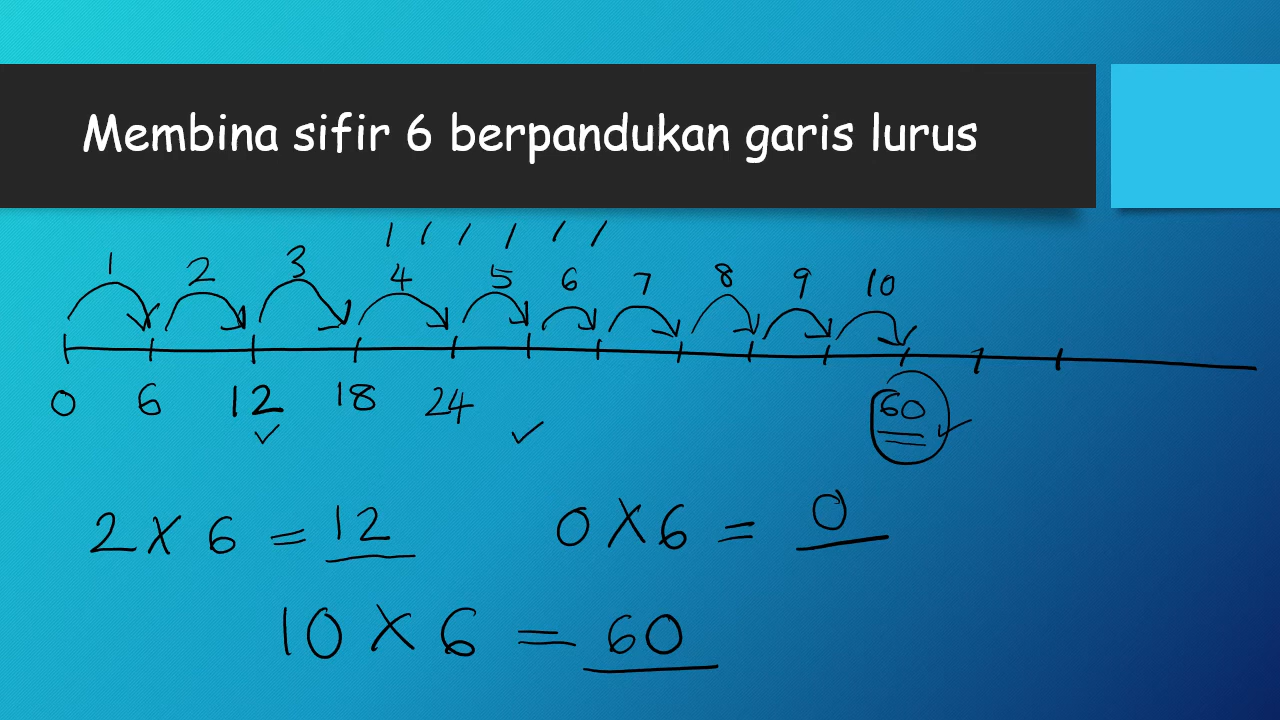 Membina sifir 6 berpandukan garis lurus
1 2 3 4 5 6 7 8 9 10
0 6 12 18 24 60
2 X 6 = 12
0 X 6 = 0
10 X 6 = 60